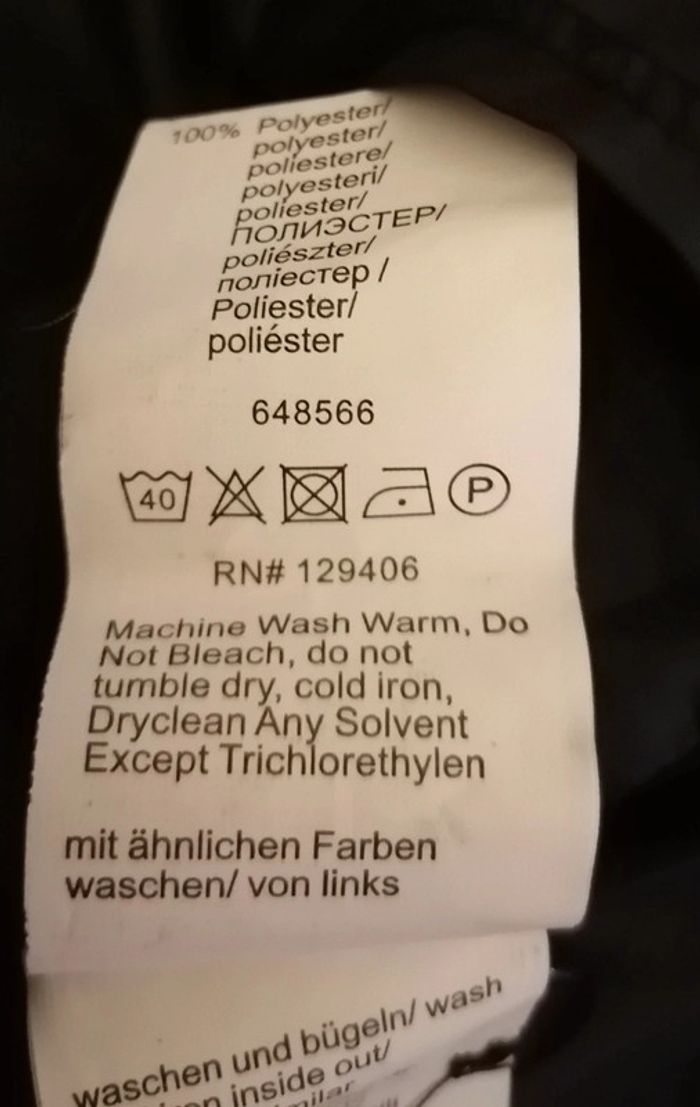 100% Polyester/
polyester/
poliestere/
polyesteri/
poliester/
ПОЛИЭСТЕР/
poliészter/
поліестер /
Poliester/
poliéster
648566
40 P
RN# 129406
Machine Wash Warm, Do
Not Bleach, do not
tumble dry, cold iron,
Dryclean Any Solvent
Except Trichlorethylen
mit ähnlichen Farben
waschen/ von links
waschen und bügeln/ wash
inside out/